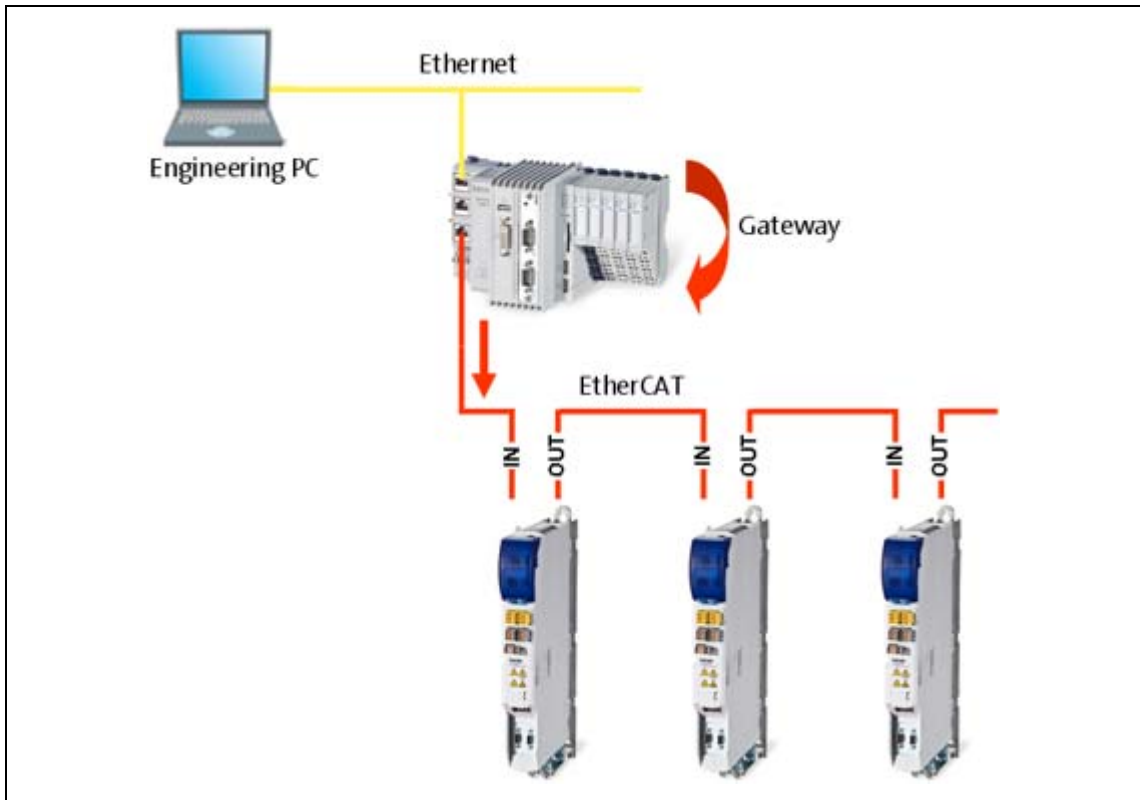 Ethernet
Engineering PC
Gateway
EtherCAT
IN
OUT
IN
OUT
IN
OUT